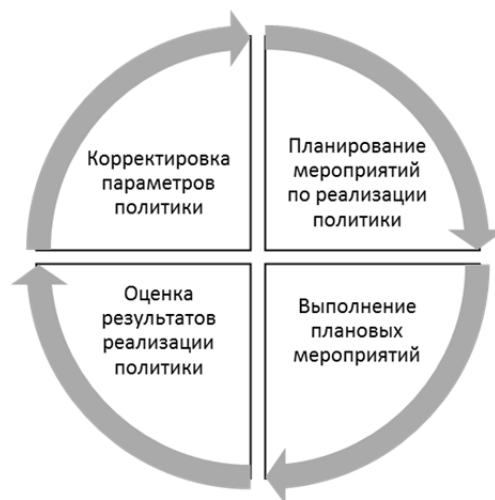 Корректировка
параметров
политики
Планирование
мероприятий
по реализации
политики
Оценка
результатов
реализации
политики
Выполнение
плановых
мероприятий